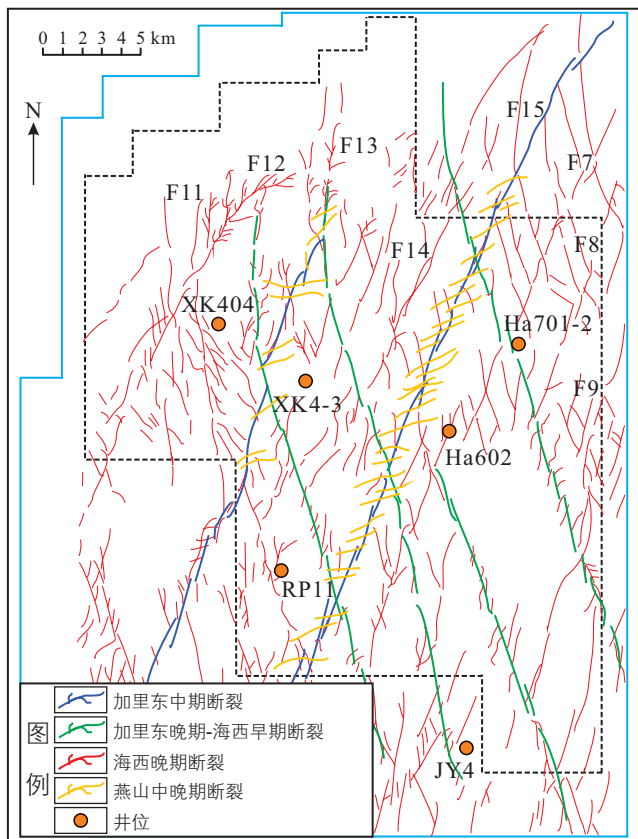 0 1 2 3 4 5 km
N
F15
F13
F12
F7
F11
F14
F8
XK404
Ha701-2
XK4-3
F9
Ha602
RP11
JY4
图例
加里东中期断裂
加里东晚期-海西早期断裂
海西晚期断裂
燕山中晚期断裂
井位